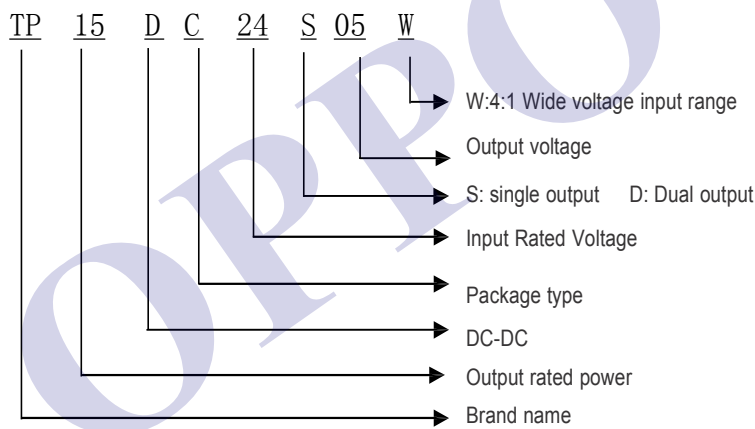 TP 15 D C 24 S 05 W
W:4:1 Wide voltage input range
Output voltage
S: single output D: Dual output
Input Rated Voltage
Package type
DC-DC
Output rated power
Brand name
OPPO